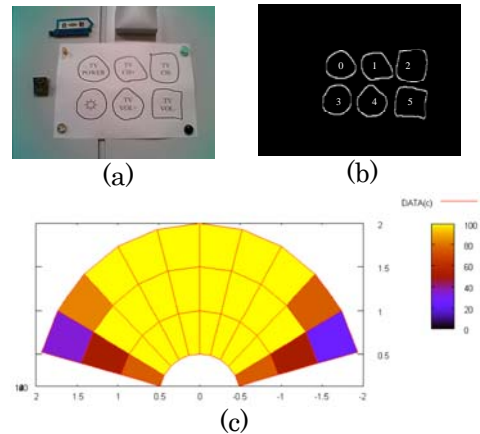 TV POWER
TV CH+
TV CH-
TV VOL+
TV VOL-
(a)
0 1 2
3 4 5
(b)
DATA(c)
100
80
60
40
20
0
2
1.5
1
0.5
2 1.5 1 0.5 0 -0.5 -1 -1.5 -2
(c)